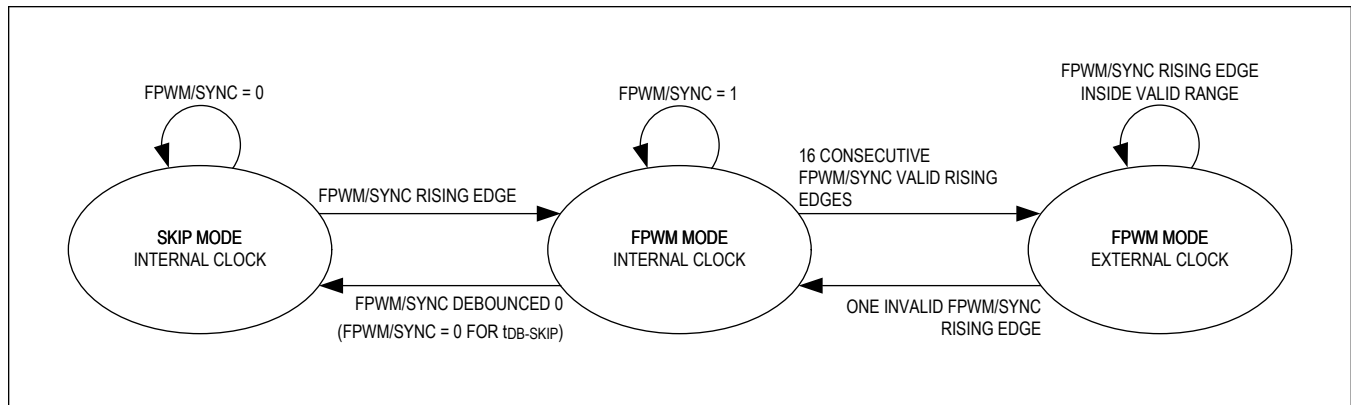 FPWM/SYNC = 0
FPWM/SYNC = 1
FPWM/SYNC RISING EDGE
INSIDE VALID RANGE
16 CONSECUTIVE
FPWM/SYNC VALID RISING
EDGES
FPWM/SYNC RISING EDGE
SKIP MODE
INTERNAL CLOCK
FPWM MODE
INTERNAL CLOCK
FPWM MODE
EXTERNAL CLOCK
FPWM/SYNC DEBOUNCED 0
(FPWM/SYNC = 0 FOR tDB-SKIP)
ONE INVALID FPWM/SYNC
RISING EDGE